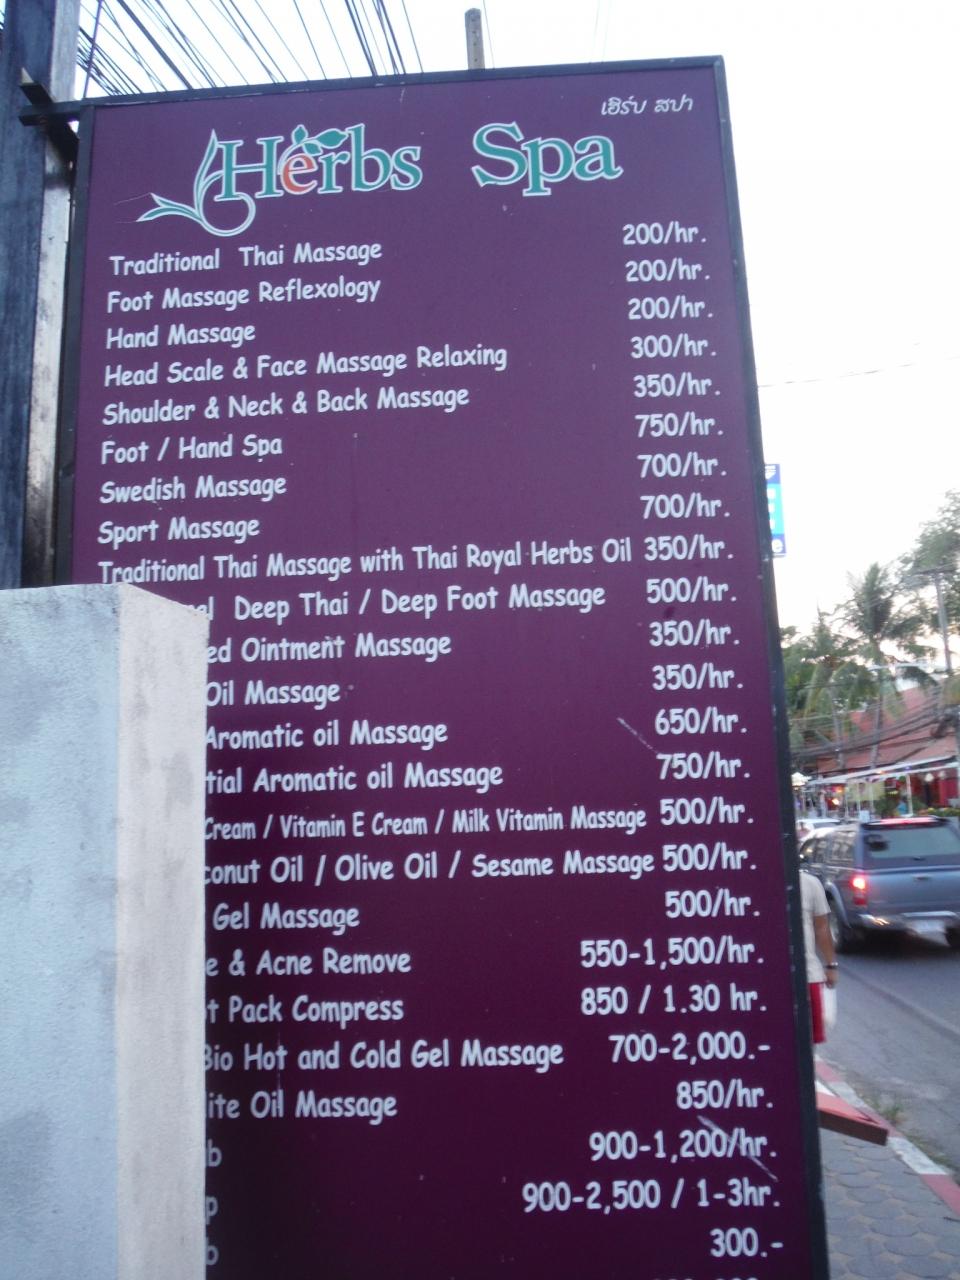 เฮิร์บ สปา
Herbs Spa
Traditional Thai Massage 200/hr.
Foot Massage Reflexology 200/hr.
Hand Massage 200/hr.
Head Scale & Face Massage Relaxing 300/hr.
Shoulder & Neck & Back Massage 350/hr.
Foot / Hand Spa 750/hr.
Swedish Massage 700/hr.
Sport Massage 700/hr.
Traditional Thai Massage with Thai Royal Herbs Oil 350/hr.
Deep Thai / Deep Foot Massage 500/hr.
Ointment Massage 350/hr.
Oil Massage 350/hr.
Aromatic oil Massage 650/hr.
Aromatic oil Massage 750/hr.
Cream / Vitamin E Cream / Milk Vitamin Massage 500/hr.
Oil / Olive Oil / Sesame Massage 500/hr.
Gel Massage 500/hr.
& Acne Remove 550-1,500/hr.
Pack Compress 850 / 1.30 hr.
Bio Hot and Cold Gel Massage 700-2,000.-
Oil Massage 850/hr.
900-1,200/hr.
900-2,500 / 1-3hr.
300.-